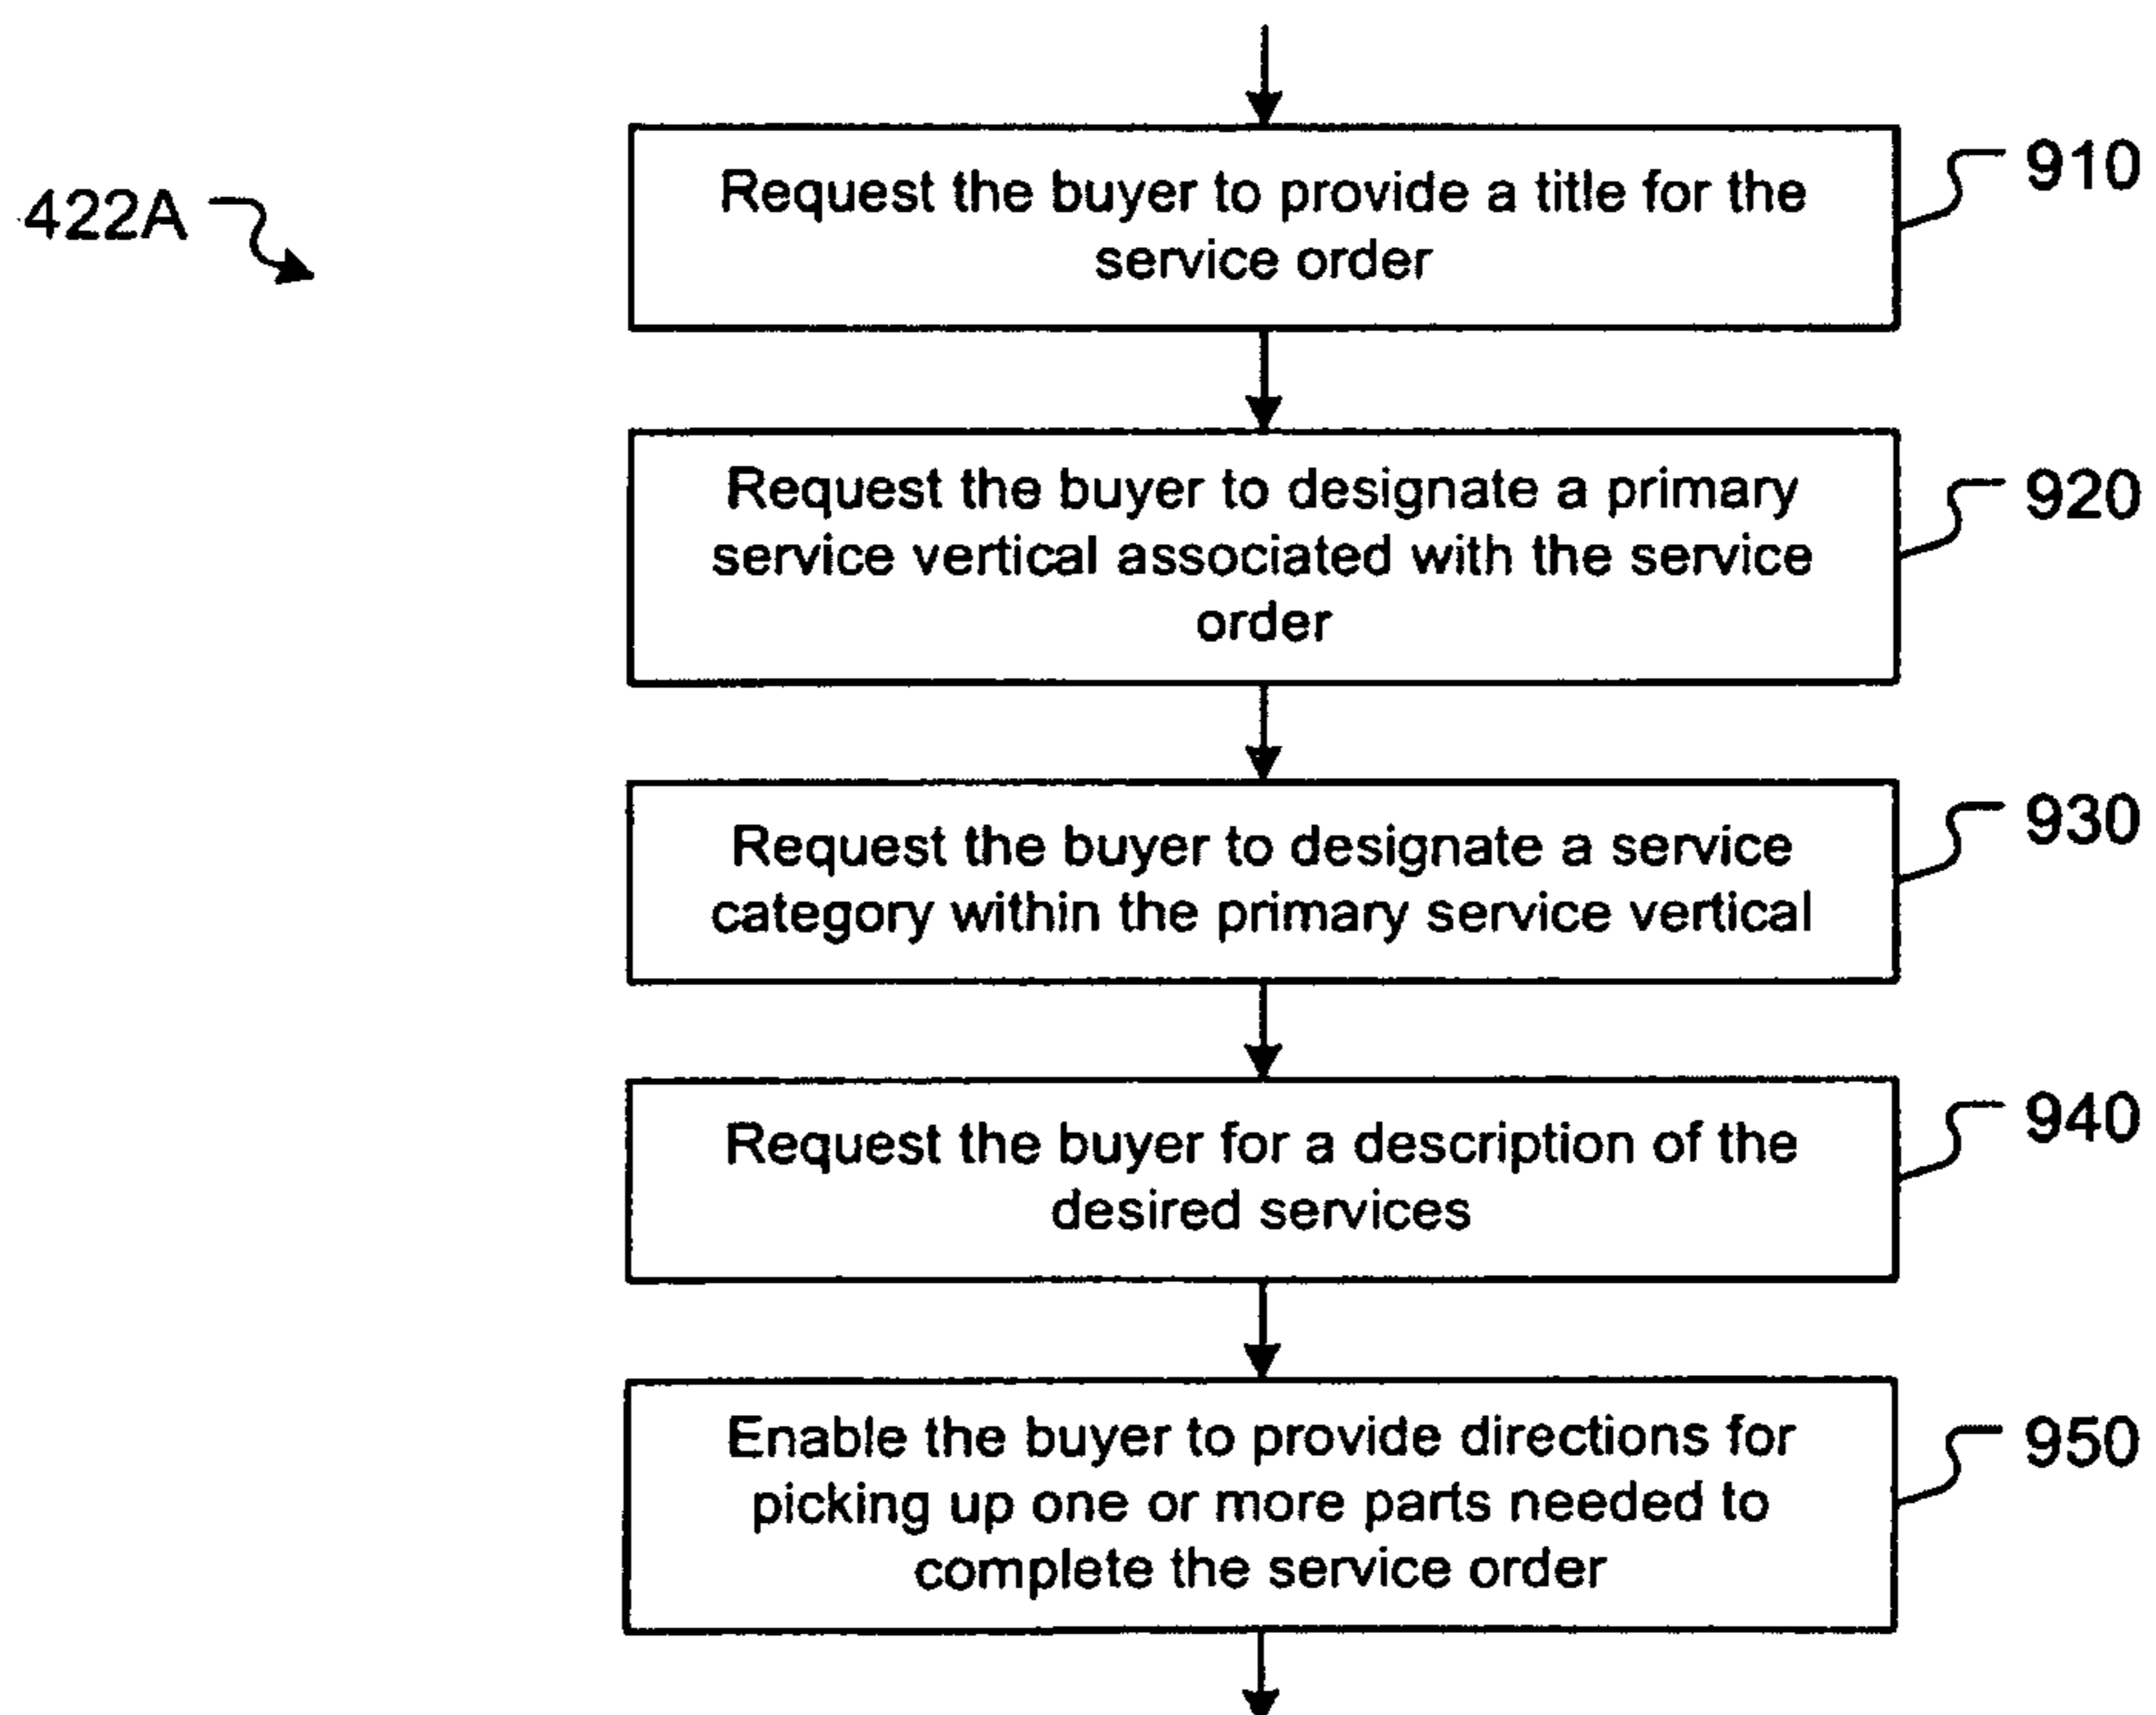 422A
Request the buyer to provide a title for the
service order
910
Request the buyer to designate a primary
service vertical associated with the service
order
920
Request the buyer to designate a service
category within the primary service vertical
930
Request the buyer for a description of the
desired services
940
Enable the buyer to provide directions for
picking up one or more parts needed to
complete the service order
950